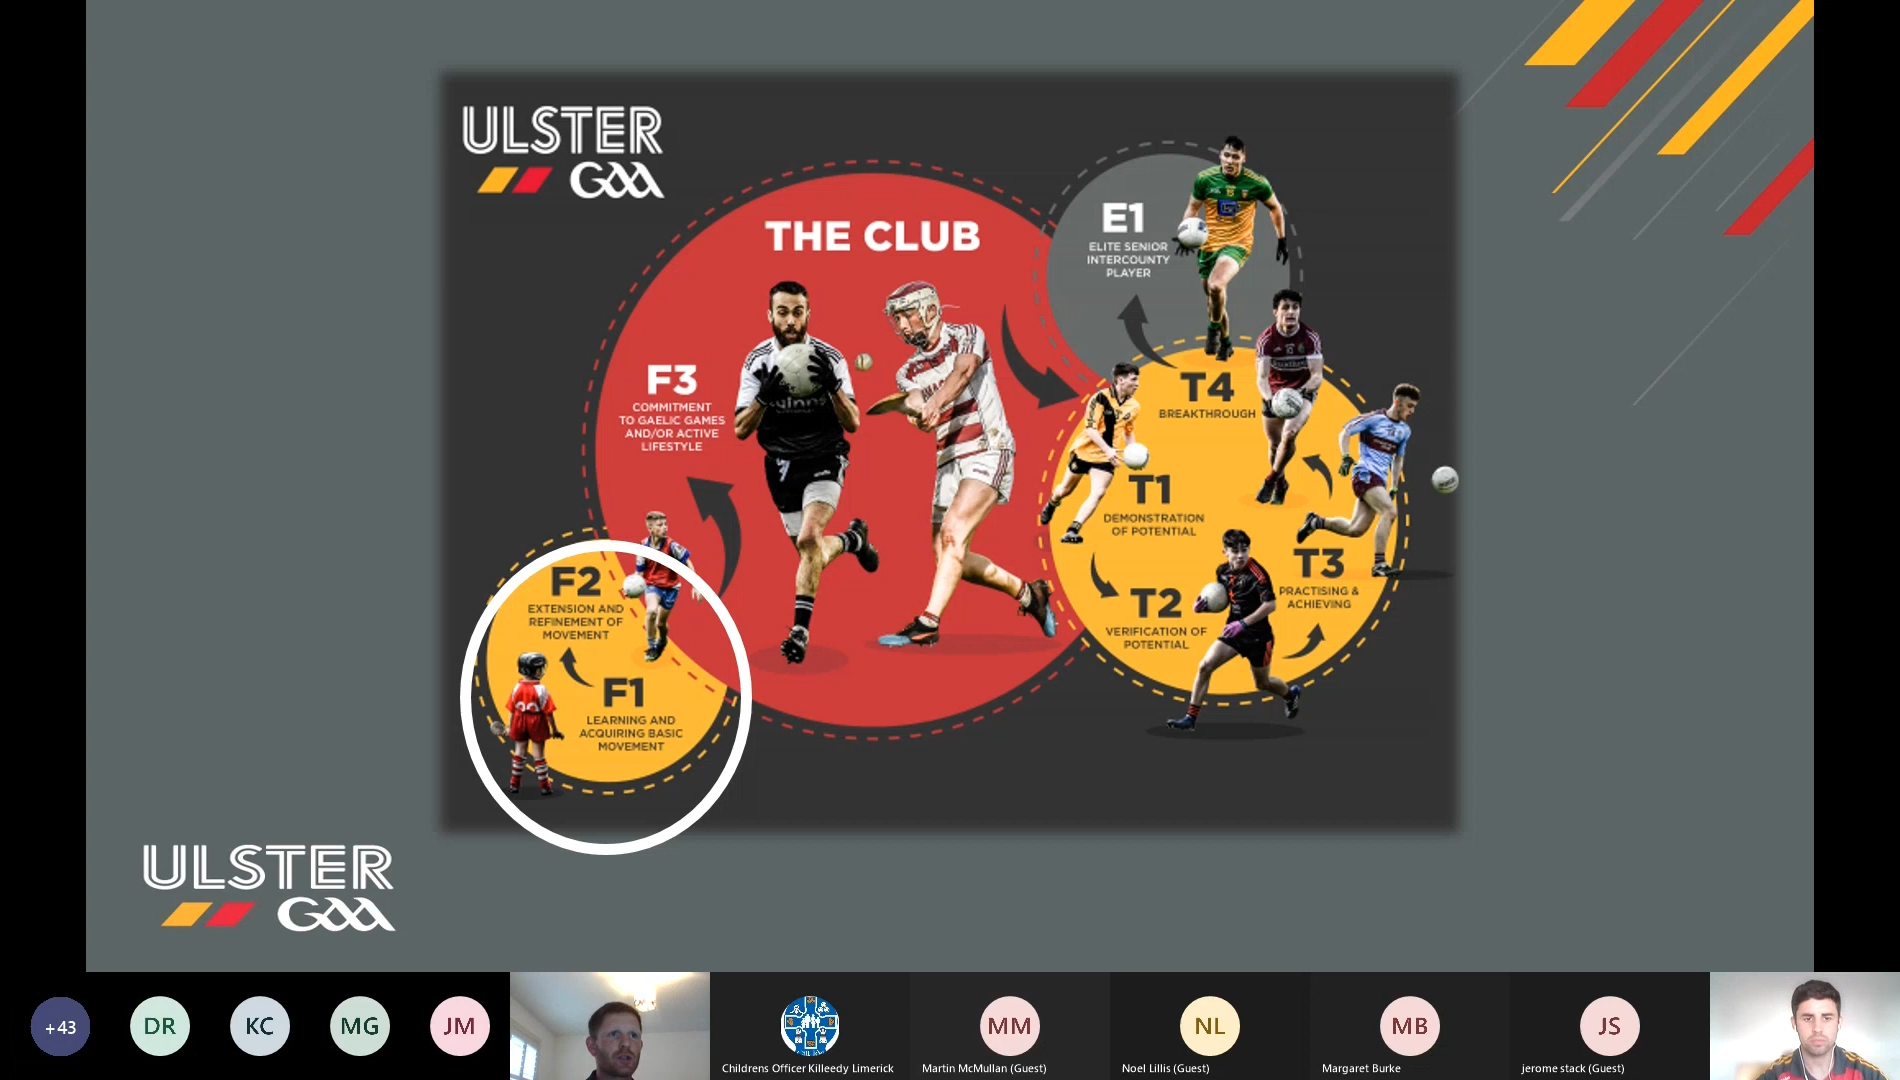 ULSTER
GAA
THE CLUB
E1
ELITE SENIOR
INTERCOUNTY
PLAYER
F3
COMMITMENT
TO GAELIC GAMES
AND/OR ACTIVE
LIFESTYLE
T4
BREAKTHROUGH
T1
DEMONSTRATION
OF POTENTIAL
T2
VERIFICATION OF
POTENTIAL
T3
PRACTISING &
ACHIEVING
F2
EXTENSION AND
REFINEMENT OF
MOVEMENT
F1
LEARNING AND
ACQUIRING BASIC
MOVEMENT
ULSTER
GAA
+43
DR
KC
MG
JM
MM
NL
MB
JS
Childrens Officer Killeedy Limerick
Martin McMullan (Guest)
Noel Lillis (Guest)
Margaret Burke
jerome stack (Guest)